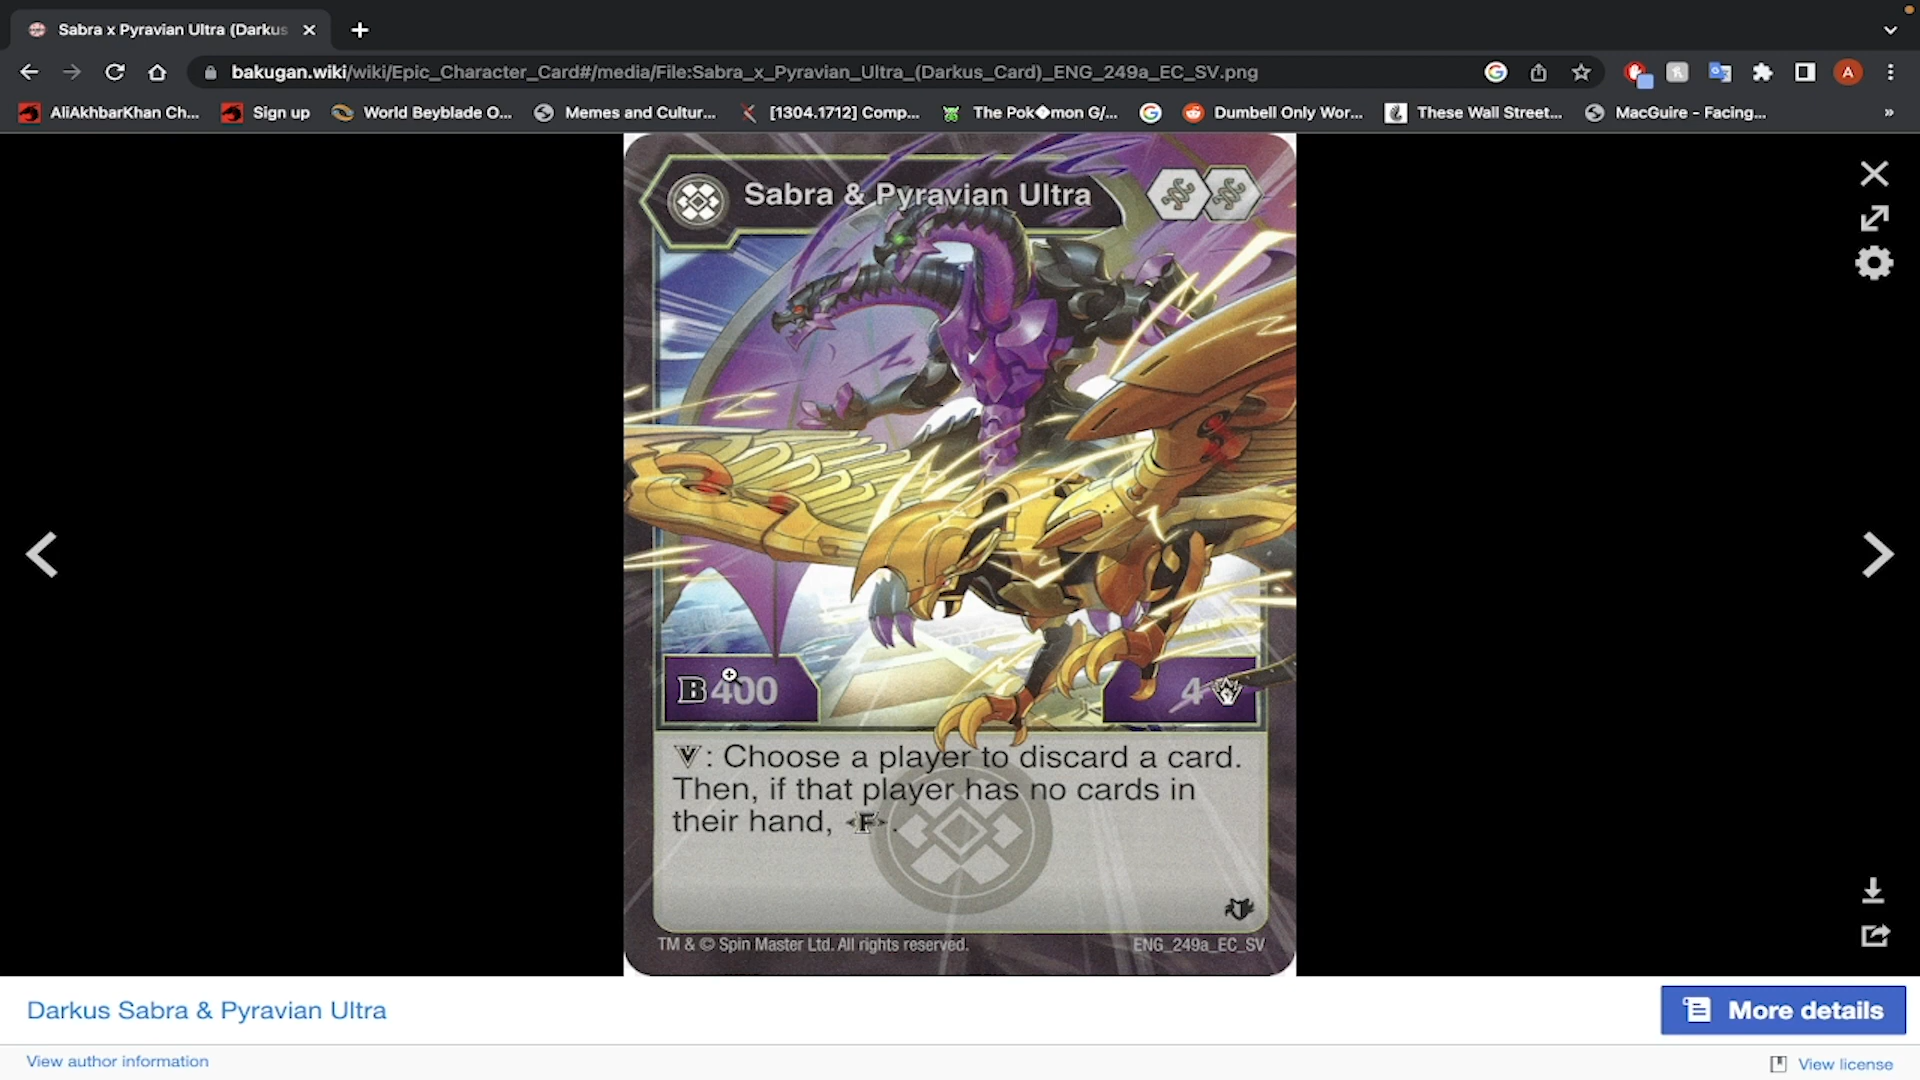 Sabra x Pyravian Ultra (Darkus
bakugan.wiki/wiki/Epic_Character_Card#/media/File:Sabra_x_Pyravian_Ultra_(Darkus_Card)_ENG_249a_EC_SV.png
A
AliAkhbarKhan Ch...
Sign up
World Beyblade O...
Memes and Cultur...
[1304.1712] Comp...
The Pok�mon G/...
Dumbell Only Wor...
These Wall Street...
MacGuire - Facing...
»
Sabra & Pyravian Ultra
B 400
4
V: Choose a player to discard a card.
Then, if that player has no cards in
their hand, F.
TM & © Spin Master Ltd. All rights reserved.
ENG_249a_EC_SV
Darkus Sabra & Pyravian Ultra
More details
View author information
View license